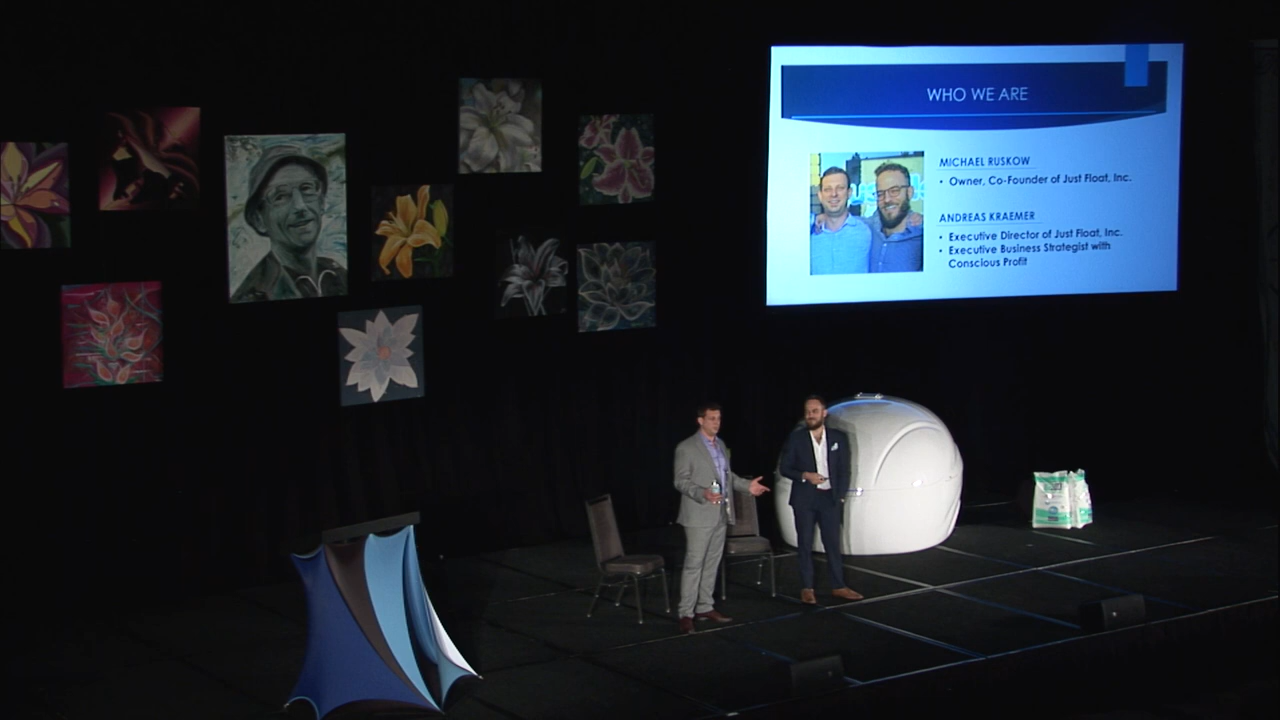 WHO WE ARE
MICHAEL RUSKOW
• Owner, Co-Founder of Just Float, Inc.
ANDREAS KRAEMER
• Executive Director of Just Float, Inc.
• Executive Business Strategist with
Conscious Profit